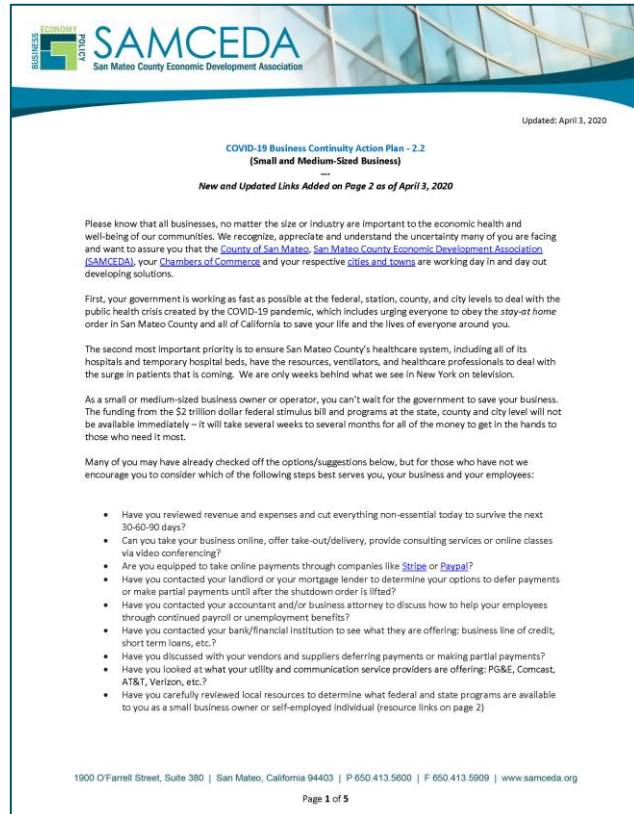 BUSINESS
ECONOMY
POLICY
SAMCEDA
San Mateo County Economic Development Association
Updated: April 3, 2020
COVID-19 Business Continuity Action Plan - 2.2
(Small and Medium-Sized Business)
---
New and Updated Links Added on Page 2 as of April 3, 2020
Please know that all businesses, no matter the size or industry are important to the economic health and
well-being of our communities. We recognize, appreciate and understand the uncertainty many of you are facing
and want to assure you that the County of San Mateo, San Mateo County Economic Development Association
(SAMCEDA), your Chambers of Commerce and your respective cities and towns are working day in and day out
developing solutions.
First, your government is working as fast as possible at the federal, station, county, and city levels to deal with the
public health crisis created by the COVID-19 pandemic, which includes urging everyone to obey the stay-at home
order in San Mateo County and all of California to save your life and the lives of everyone around you.
The second most important priority is to ensure San Mateo County's healthcare system, including all of its
hospitals and temporary hospital beds, have the resources, ventilators, and healthcare professionals to deal with
the surge in patients that is coming. We are only weeks behind what we see in New York on television.
As a small or medium-sized business owner or operator, you can't wait for the government to save your business.
The funding from the $2 trillion dollar federal stimulus bill and programs at the state, county and city level will not
be available immediately – it will take several weeks to several months for all of the money to get in the hands to
those who need it most.
Many of you may have already checked off the options/suggestions below, but for those who have not we
encourage you to consider which of the following steps best serves you, your business and your employees:
• Have you reviewed revenue and expenses and cut everything non-essential today to survive the next
30-60-90 days?
• Can you take your business online, offer take-out/delivery, provide consulting services or online classes
via video conferencing?
• Are you equipped to take online payments through companies like Stripe or Paypal?
• Have you contacted your landlord or your mortgage lender to determine your options to defer payments
or make partial payments until after the shutdown order is lifted?
• Have you contacted your accountant and/or business attorney to discuss how to help your employees
through continued payroll or unemployment benefits?
• Have you contacted your bank/financial institution to see what they are offering: business line of credit,
short term loans, etc.?
• Have you discussed with your vendors and suppliers deferring payments or making partial payments?
• Have you looked at what your utility and communication service providers are offering: PG&E, Comcast,
AT&T, Verizon, etc.?
• Have you carefully reviewed local resources to determine what federal and state programs are available
to you as a small business owner or self-employed individual (resource links on page 2)
1900 O'Farrell Street, Suite 380 | San Mateo, California 94403 | P 650.413.5600 | F 650.413.5909 | www.samceda.org
Page 1 of 5